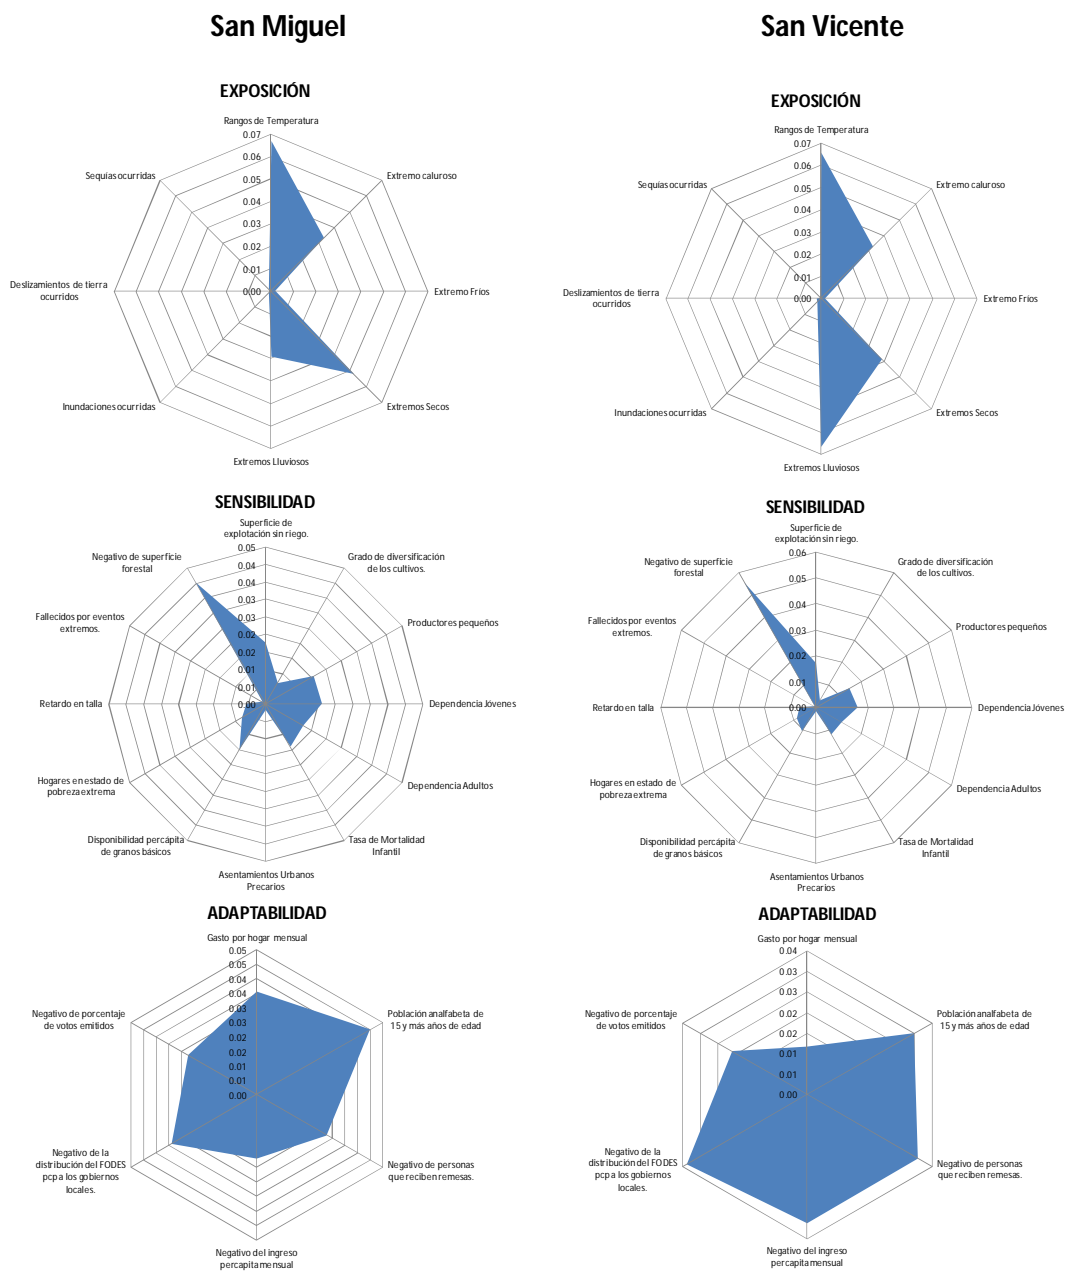 San Miguel
San Vicente
EXPOSICIÓN
Rangos de Temperatura
0.07
0.06
0.05
0.04
0.03
0.02
0.01
0.00
Extremo caluroso
Extremo Fríos
Extremos Secos
Extremos Lluviosos
Inundaciones ocurridas
Deslizamientos de tierra
ocurridos
Sequías ocurridas
EXPOSICIÓN
Rangos de Temperatura
0.07
0.06
0.05
0.04
0.03
0.02
0.01
0.00
Extremo caluroso
Extremo Fríos
Extremos Secos
Extremos Lluviosos
Inundaciones ocurridas
Deslizamientos de tierra
ocurridos
Sequías ocurridas
SENSIBILIDAD
Superficie de
explotación sin riego.
0.05
0.04
0.04
0.03
0.03
0.02
0.02
0.01
0.01
0.00
Grado de diversificación
de los cultivos.
Productores pequeños
Dependencia Jóvenes
Dependencia Adultos
Tasa de Mortalidad
Infantil
Asentamientos Urbanos
Precarios
Disponibilidad percápita
de granos básicos
Hogares en estado de
pobreza extrema
Retardo en talla
Fallecidos por eventos
extremos.
Negativo de superficie
forestal
SENSIBILIDAD
Superficie de
explotación sin riego.
0.06
0.05
0.04
0.03
0.02
0.01
0.00
Grado de diversificación
de los cultivos.
Productores pequeños
Dependencia Jóvenes
Dependencia Adultos
Tasa de Mortalidad
Infantil
Asentamientos Urbanos
Precarios
Disponibilidad percápita
de granos básicos
Hogares en estado de
pobreza extrema
Retardo en talla
Fallecidos por eventos
extremos.
Negativo de superficie
forestal
ADAPTABILIDAD
Gasto por hogar mensual
0.05
0.05
0.04
0.04
0.03
0.03
0.02
0.02
0.01
0.01
0.00
Población analfabeta de
15 y más años de edad
Negativo de personas
que reciben remesas.
Negativo del ingreso
percapita mensual
Negativo de la
distribución del FODES
pcp a los gobiernos
locales.
Negativo de porcentaje
de votos emitidos
ADAPTABILIDAD
Gasto por hogar mensual
0.04
0.03
0.03
0.02
0.02
0.01
0.01
0.00
Población analfabeta de
15 y más años de edad
Negativo de personas
que reciben remesas.
Negativo del ingreso
percapita mensual
Negativo de la
distribución del FODES
pcp a los gobiernos
locales.
Negativo de porcentaje
de votos emitidos